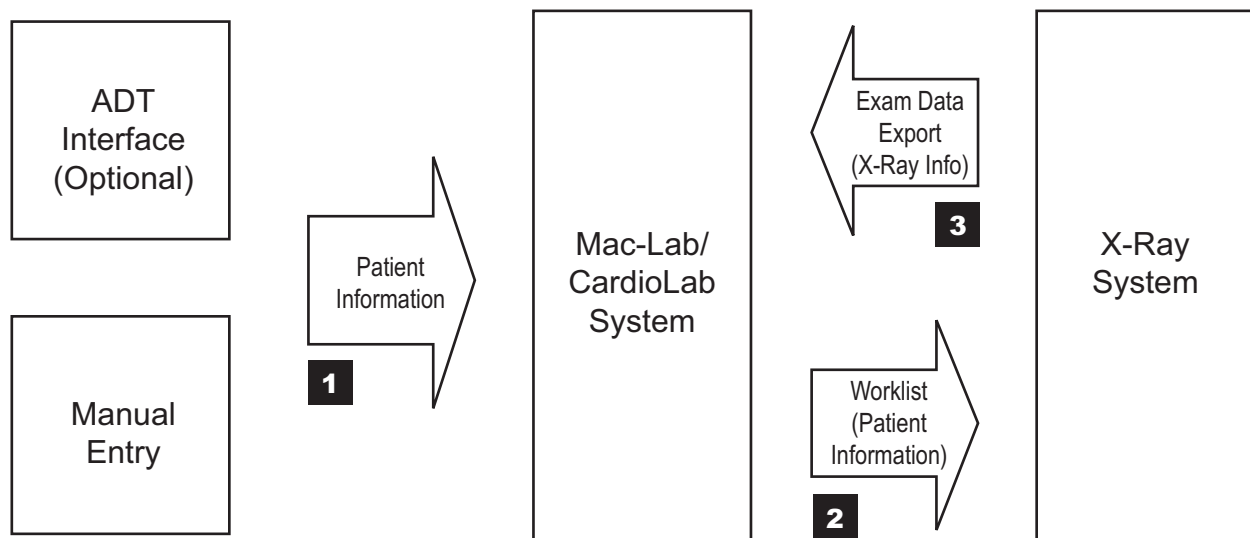 ADT
Interface
(Optional)
Manual
Entry
Patient
Information
1
Mac-Lab/
CardioLab
System
Exam Data
Export
(X-Ray Info)
3
Worklist
(Patient
Information)
2
X-Ray
System